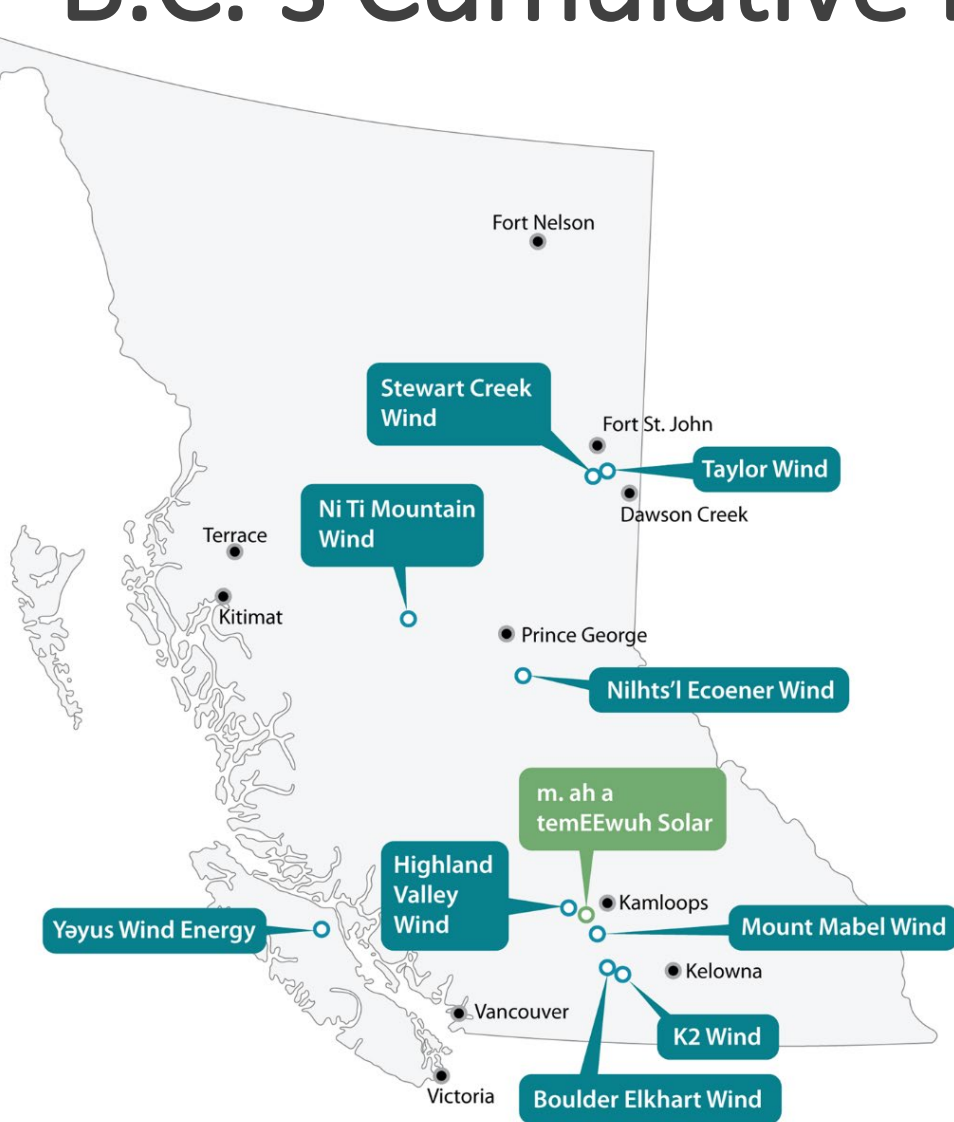 B.C.'s Cumulative
Fort Nelson
Stewart Creek
Wind
Fort St. John
Taylor Wind
Dawson Creek
Ni Ti Mountain
Wind
Terrace
Kitimat
Prince George
Nilhts'l Ecoener Wind
m. ah a
temEEwuh Solar
Highland
Valley
Wind
Kamloops
Yəyus Wind Energy
Mount Mabel Wind
Kelowna
Vancouver
K2 Wind
Victoria
Boulder Elkhart Wind